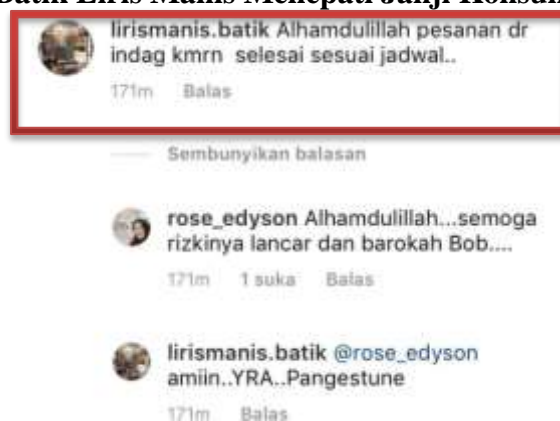 Batik Liris Manis Menepati Janji Konsum
lirismanis.batik Alhamdulillah pesanan dr
indag kmrn selesai sesuai jadwal..
171m Balas
Sembunyikan balasan
rose_edyson Alhamdulillah...semoga
rizkinya lancar dan barokah Bob....
171m 1 suka Balas
lirismanis.batik @rose_edyson
amiin..YRA..Pangestune
171m Balas